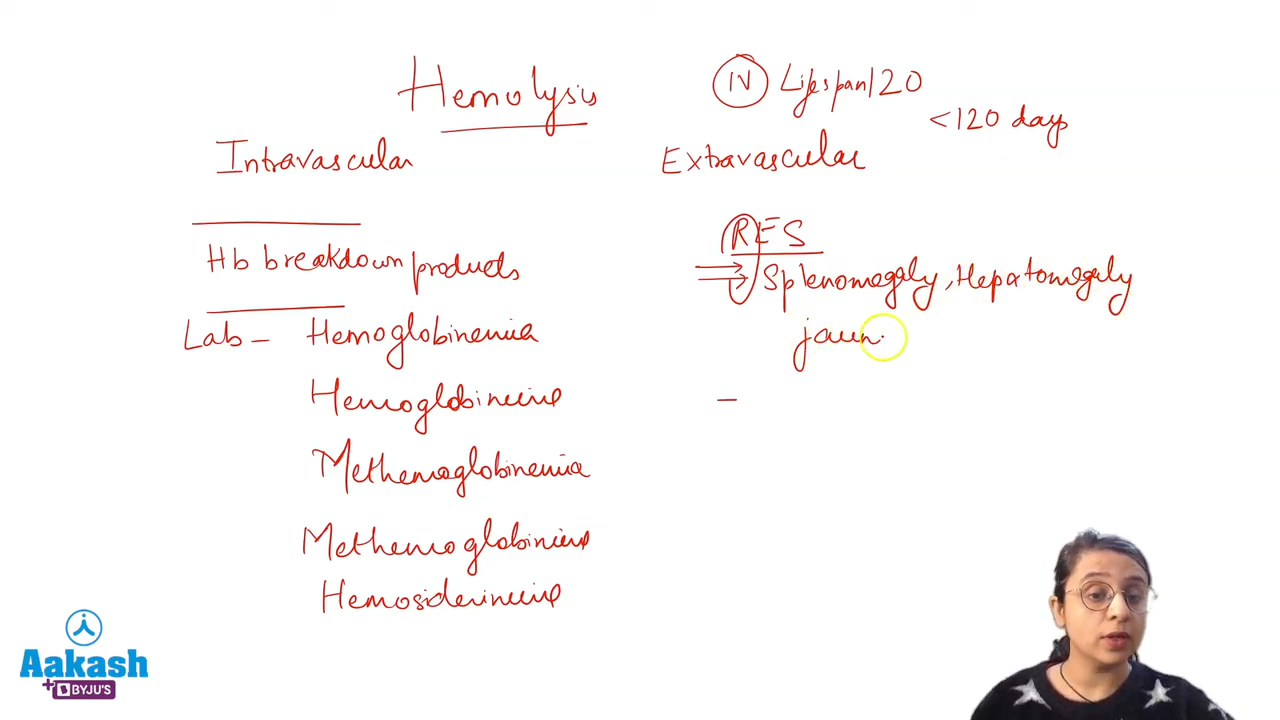 Hemolysis
IN Lifespan 120
<120 days
Intravascular
Extravascular
RES
Hb breakdown products
Splenomegaly, Hepatomegaly
Lab - Hemoglobinemia
jaun
Hemoglobinuria
-
Methemoglobinemia
Methemoglobinuria
Hemosiderinuria
Aakash
+BYJU'S